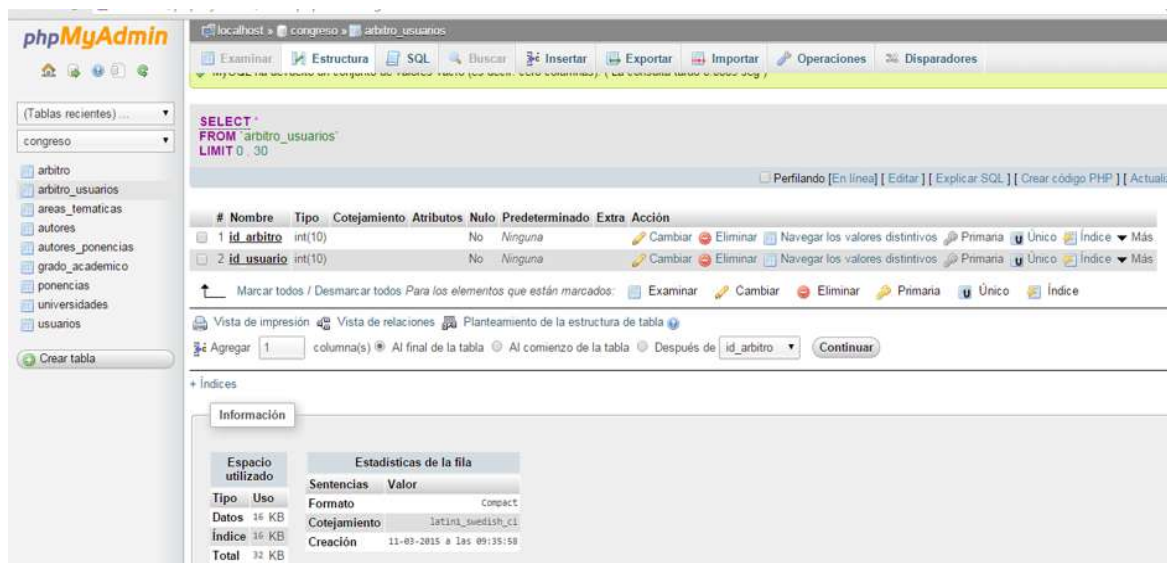 phpMyAdmin
localhost » congreso » arbitro_usuarios
Examinar Estructura SQL Buscar Insertar Exportar Importar Operaciones Disparadores
(Tablas recientes) ...
congreso
arbitro
arbitro_usuarios
areas_tematicas
autores
autores_ponencias
grado_academico
ponencias
universidades
usuarios
Crear tabla
SELECT *
FROM `arbitro_usuarios`
LIMIT 0 , 30
Perfilando [En línea] [ Editar ] [ Explicar SQL ] [ Crear código PHP ] [ Actuali
# Nombre Tipo Cotejamiento Atributos Nulo Predeterminado Extra Acción
1 id_arbitro int(10) No Ninguna Cambiar Eliminar Navegar los valores distintivos Primaria Único Índice Más
2 id_usuario int(10) No Ninguna Cambiar Eliminar Navegar los valores distintivos Primaria Único Índice Más
Marcar todos / Desmarcar todos Para los elementos que están marcados: Examinar Cambiar Eliminar Primaria Único Índice
Vista de impresión Vista de relaciones Planteamiento de la estructura de tabla
Agregar 1 columna(s) Al final de la tabla Al comienzo de la tabla Después de id_arbitro Continuar
+ Índices
Información
Espacio utilizado
Tipo Uso
Datos 16 KB
Índice 16 KB
Total 32 KB
Estadísticas de la fila
Sentencias Valor
Formato Compact
Cotejamiento latin1_swedish_ci
Creación 11-03-2015 a las 09:35:58